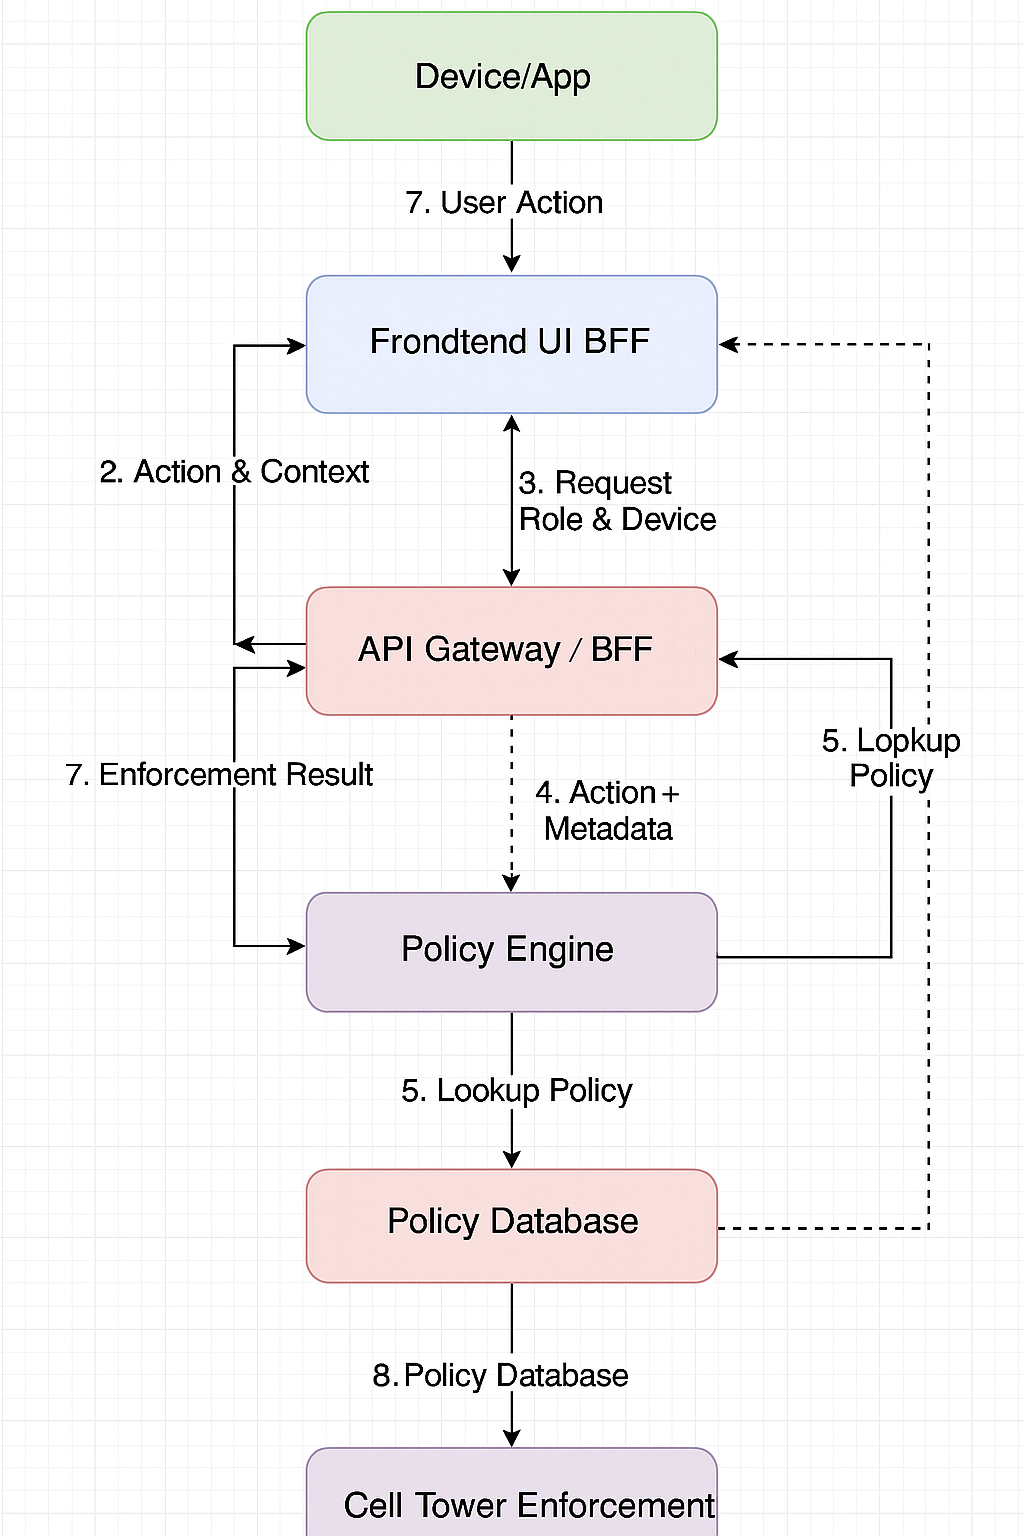 Device/App
7. User Action
Frondtend UI BFF
2. Action & Context
3. Request
Role & Device
API Gateway / BFF
5. Lopkup
Policy
7. Enforcement Result
4. Action+
Metadata
Policy Engine
5. Lookup Policy
Policy Database
8. Policy Database
Cell Tower Enforcement